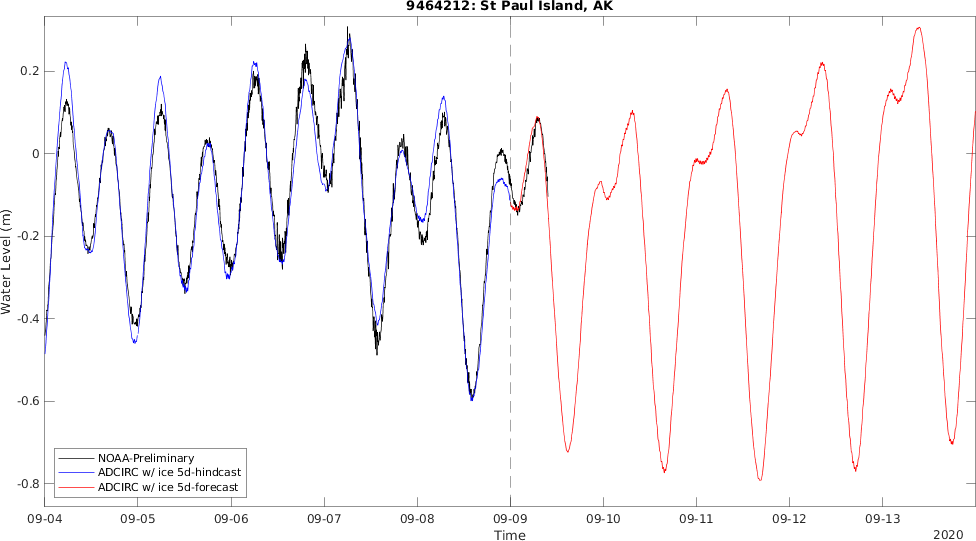 9464212: St Paul Island, AK
Water Level (m)
0.2
0
-0.2
-0.4
-0.6
-0.8
NOAA-Preliminary
ADCIRC w/ ice 5d-hindcast
ADCIRC w/ ice 5d-forecast
09-04 09-05 09-06 09-07 09-08 09-09 09-10 09-11 09-12 09-13
Time
2020